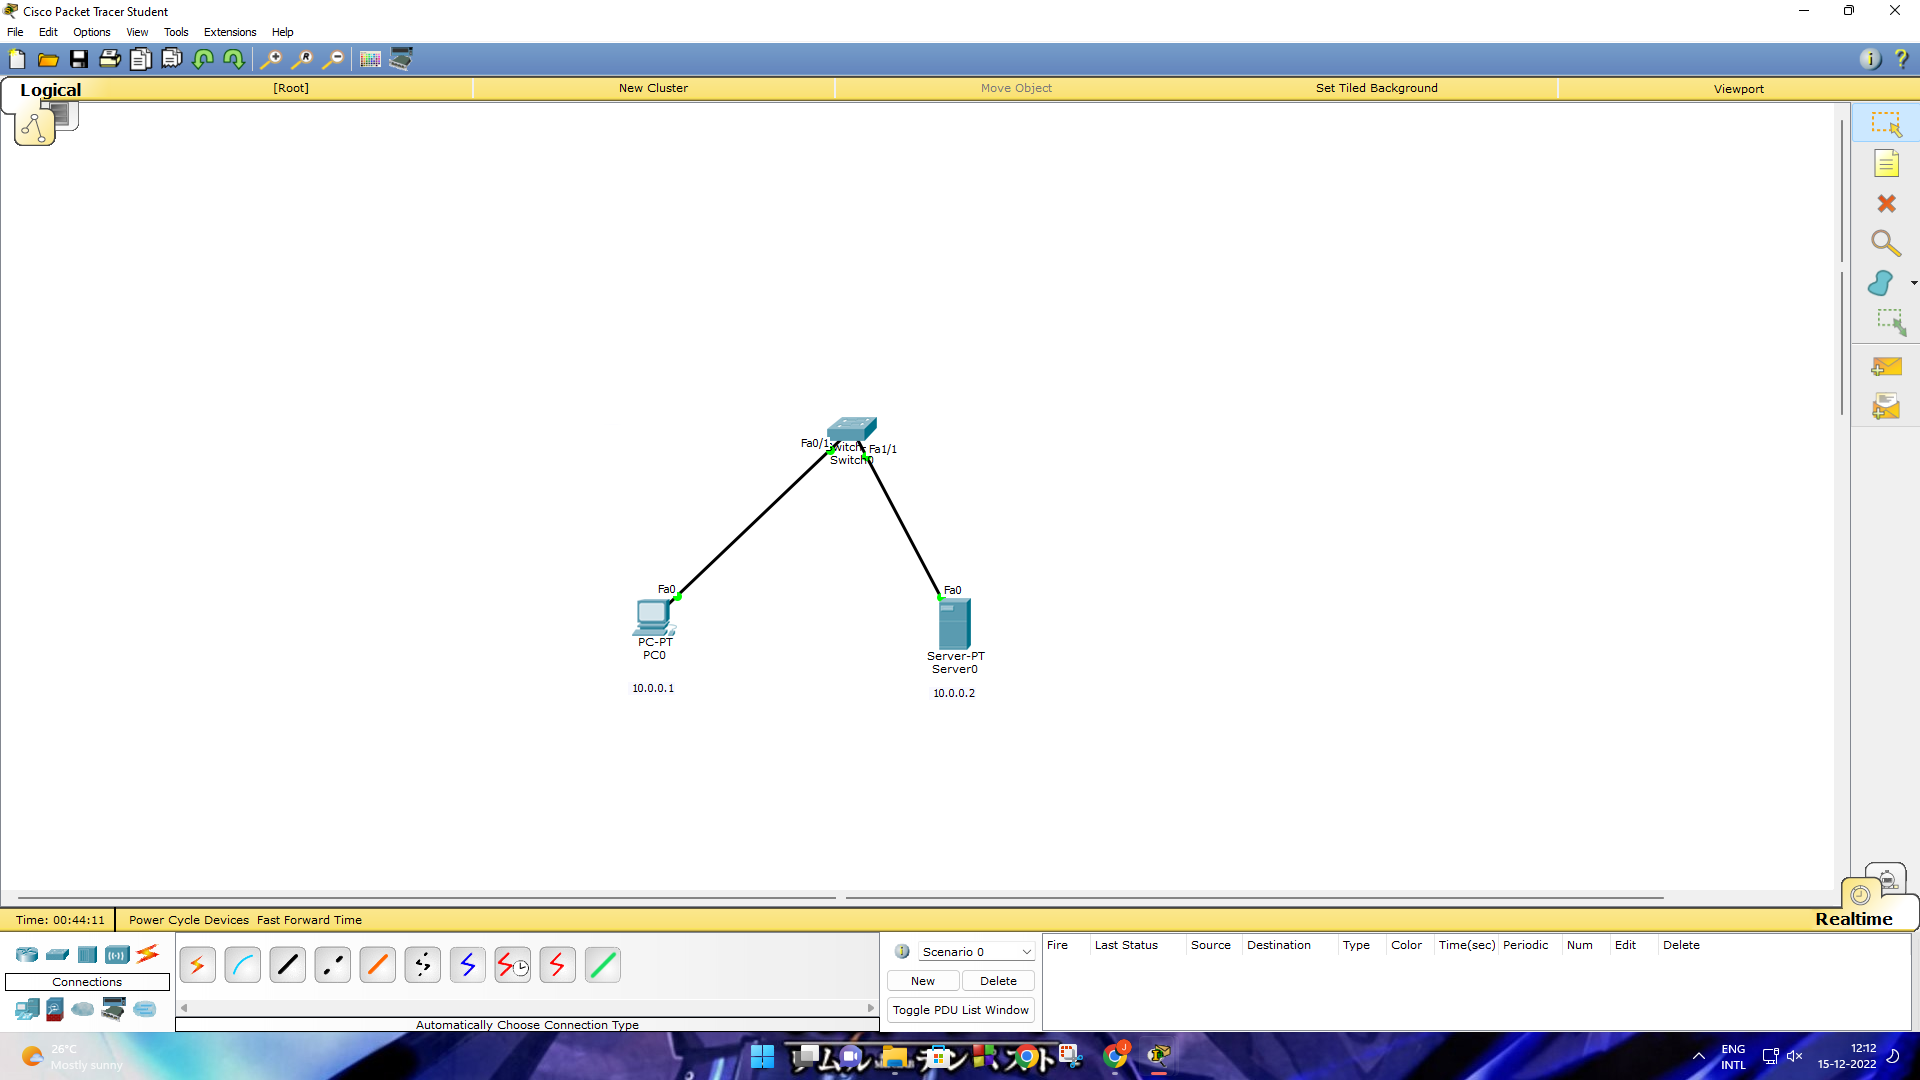 Cisco Packet Tracer Student
File Edit Options View Tools Extensions Help
Logical [Root] New Cluster Move Object Set Tiled Background Viewport
Fa0/1 Fa1/1
Switch0
Fa0 Fa0
PC-PT
PC0
Server-PT
Server0
10.0.0.1 10.0.0.2
Time: 00:44:11 Power Cycle Devices Fast Forward Time Realtime
Scenario 0
Fire Last Status Source Destination Type Color Time(sec) Periodic Num Edit Delete
Connections
New Delete
Toggle PDU List Window
Automatically Choose Connection Type
26°C
Mostly sunny
ENG
INTL
12:12
15-12-2022